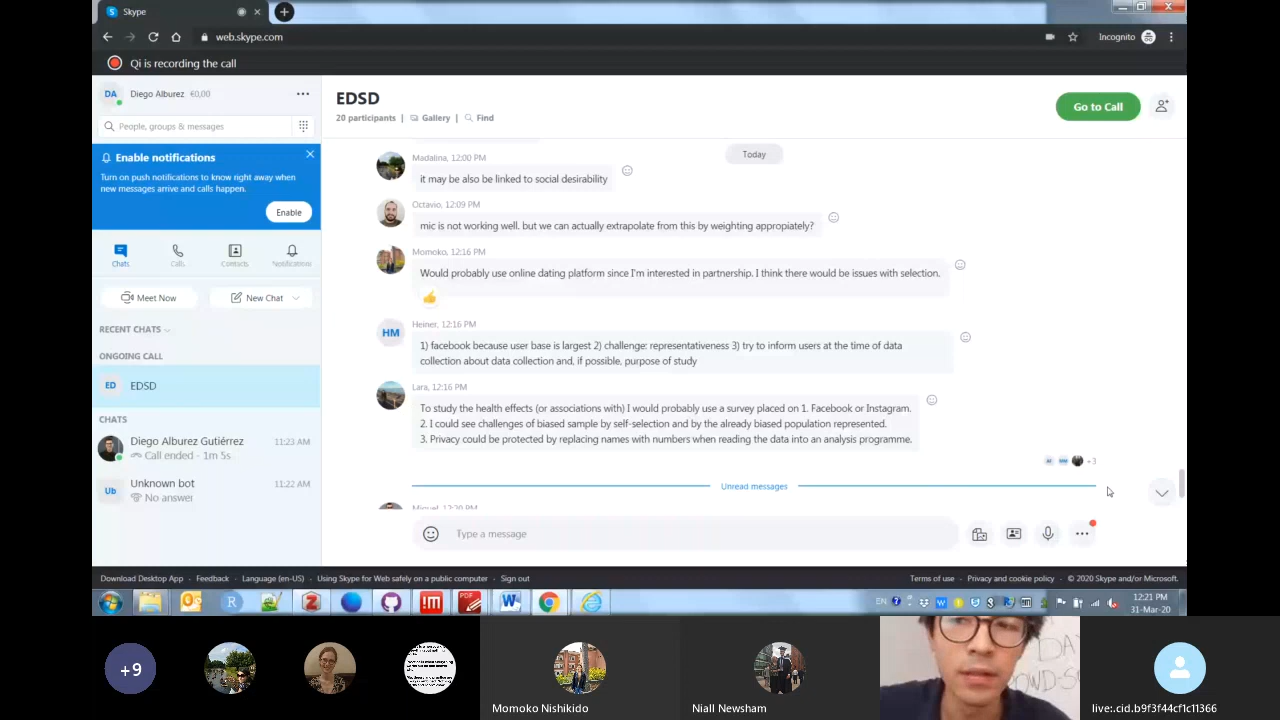 Skype
web.skype.com
Incognito
Qi is recording the call
DA
Diego Alburez €0,00
People, groups & messages
Enable notifications
Turn on push notifications to know right away when
new messages arrive and calls happen.
Enable
Chats
Calls
Contacts
Notifications
Meet Now
New Chat
RECENT CHATS
ONGOING CALL
ED
EDSD
CHATS
Diego Alburez Gutiérrez 11:23 AM
Call ended - 1m 5s
Ub
Unknown bot 11:22 AM
No answer
EDSD
20 participants | Gallery | Find
Go to Call
Today
Madalina, 12:00 PM
it may be also be linked to social desirability
Octavio, 12:09 PM
mic is not working well. but we can actually extrapolate from this by weighting appropiately?
Momoko, 12:16 PM
Would probably use online dating platform since I'm interested in partnership. I think there would be issues with selection.
HM
Heiner, 12:16 PM
1) facebook because user base is largest 2) challenge: representativeness 3) try to inform users at the time of data
collection about data collection and, if possible, purpose of study
Lara, 12:16 PM
To study the health effects (or associations with) I would probably use a survey placed on 1. Facebook or Instagram.
2. I could see challenges of biased sample by self-selection and by the already biased population represented.
3. Privacy could be protected by replacing names with numbers when reading the data into an analysis programme.
+3
Unread messages
Miguel, 12:20 PM
Type a message
Download Desktop App - Feedback - Language (en-US) - Using Skype for Web safely on a public computer - Sign out
Terms of use - Privacy and cookie policy - © 2020 Skype and/or Microsoft.
EN
12:21 PM
31-Mar-20
+9
Momoko Nishikido
Niall Newsham
live:.cid.b9f3f44cf1c11366